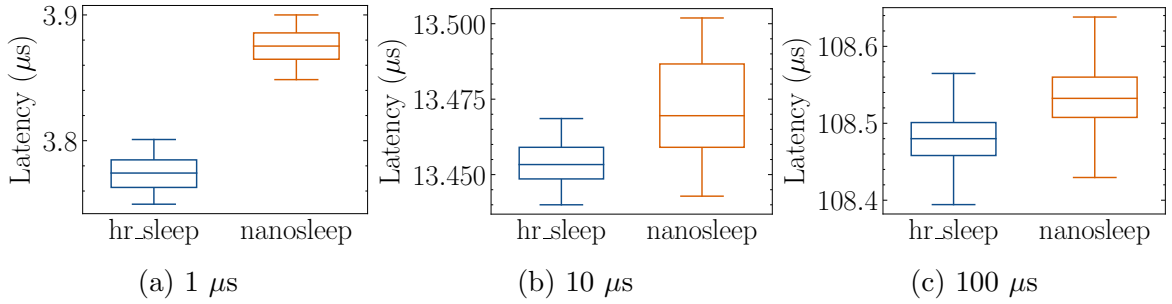 Latency (μs)
3.9
3.8
hr_sleep nanosleep
(a) 1 μs
Latency (μs)
13.500
13.475
13.450
hr_sleep nanosleep
(b) 10 μs
Latency (μs)
108.6
108.5
108.4
hr_sleep nanosleep
(c) 100 μs